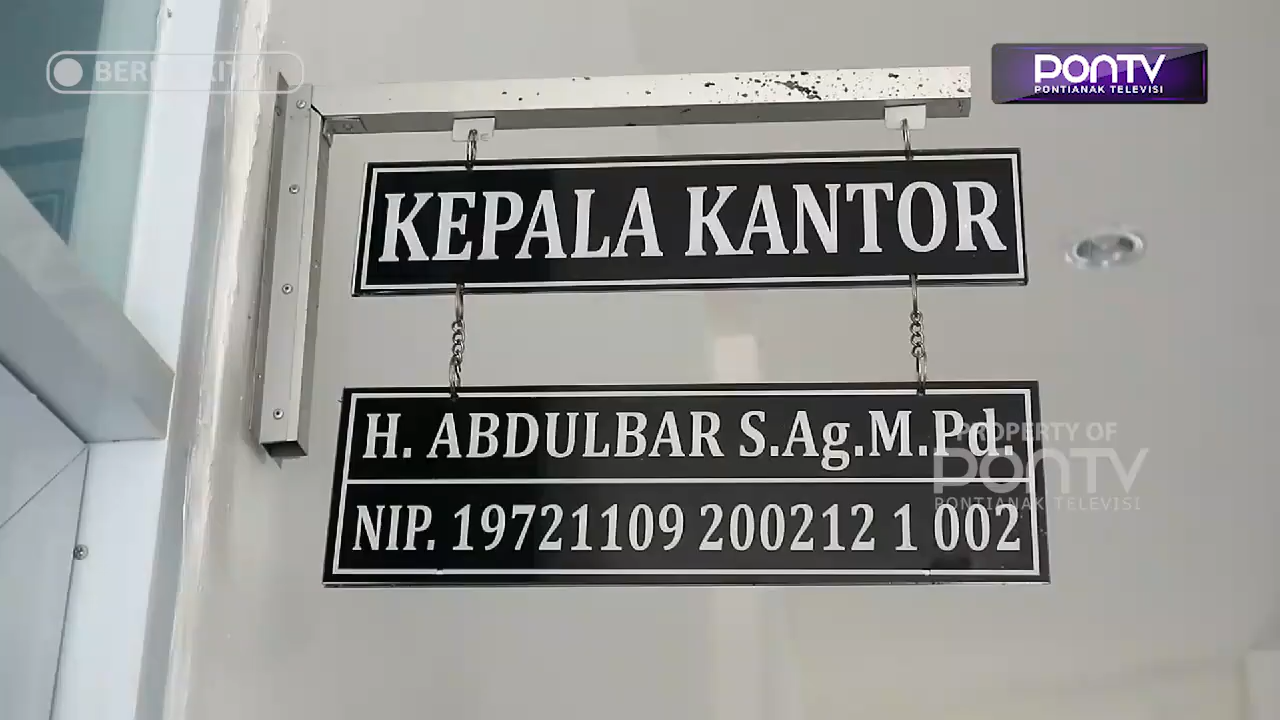 PONTV
PONTIANAK TELEVISI
KEPALA KANTOR
H. ABDULBAR S.Ag.M.Pd.
PROPERTY OF
PONTV
PONTIANAK TELEVISI
NIP. 19721109 200212 1 002